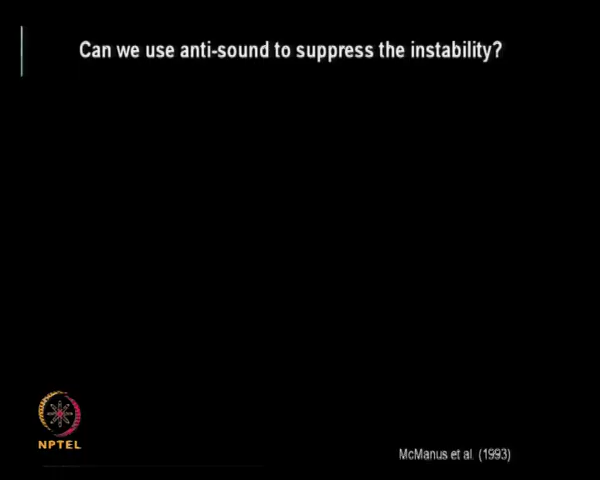 Can we use anti-sound to suppress the instability?
NPTEL
McManus et al. (1993)